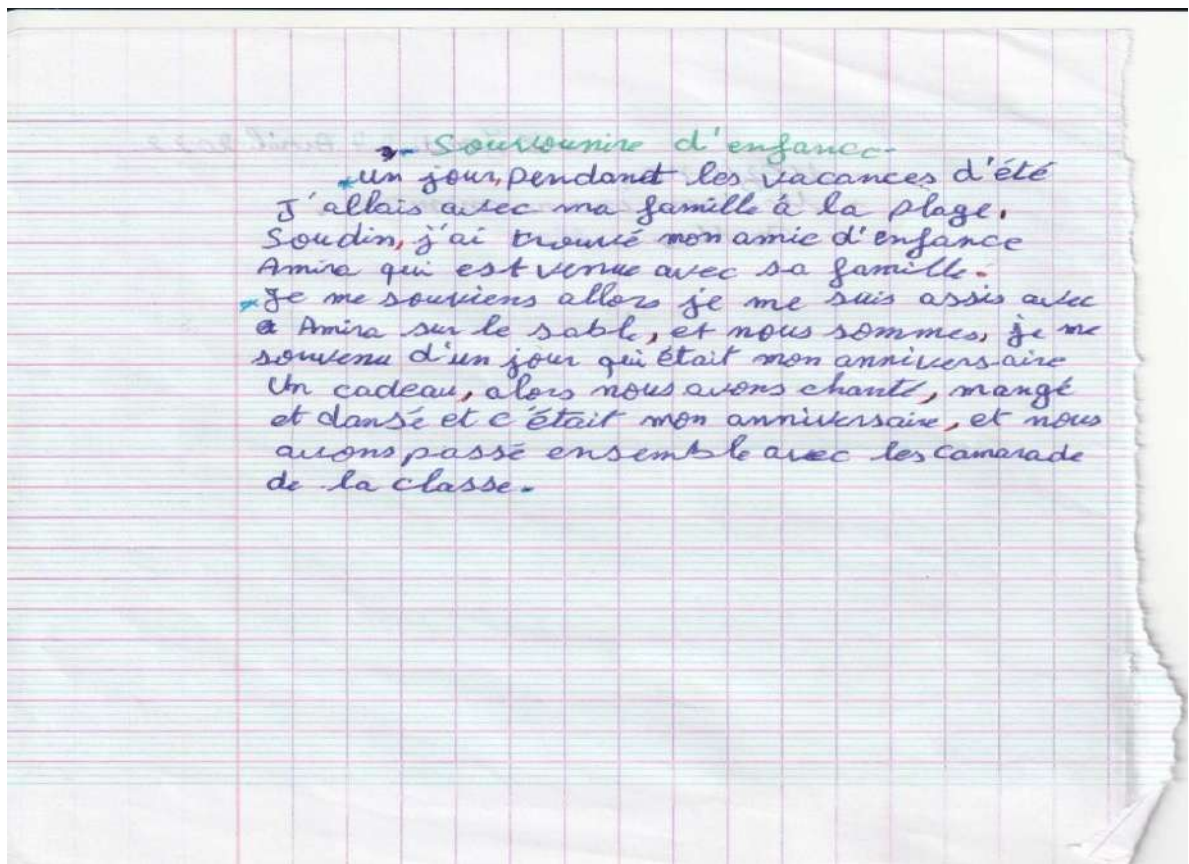 - Souvounire d'enfance-
un jour, pendant les vacances d'été
J'allais avec ma famille à la plage.
Soudin, j'ai trouvé mon amie d'enfance
Amira qui est venue avec sa famille.
Je me souviens allors je me suis assis avec
Amira sur le sable, et nous sommes, je me
souvenu d'un jour qui était mon anniversaire
Un cadeau, alors nous avons chanté, mangé
et dansé et c'était mon anniversaire, et nous
avons passé ensemble avec les camarade
de la classe.